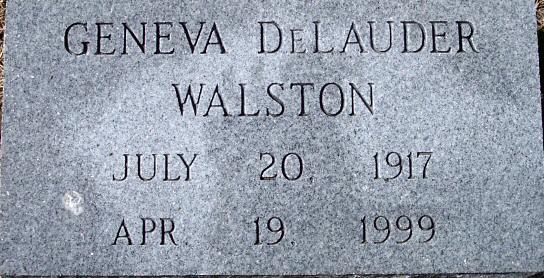 GENEVA DeLAUDER
WALSTON
JULY 20, 1917
APR. 19, 1999